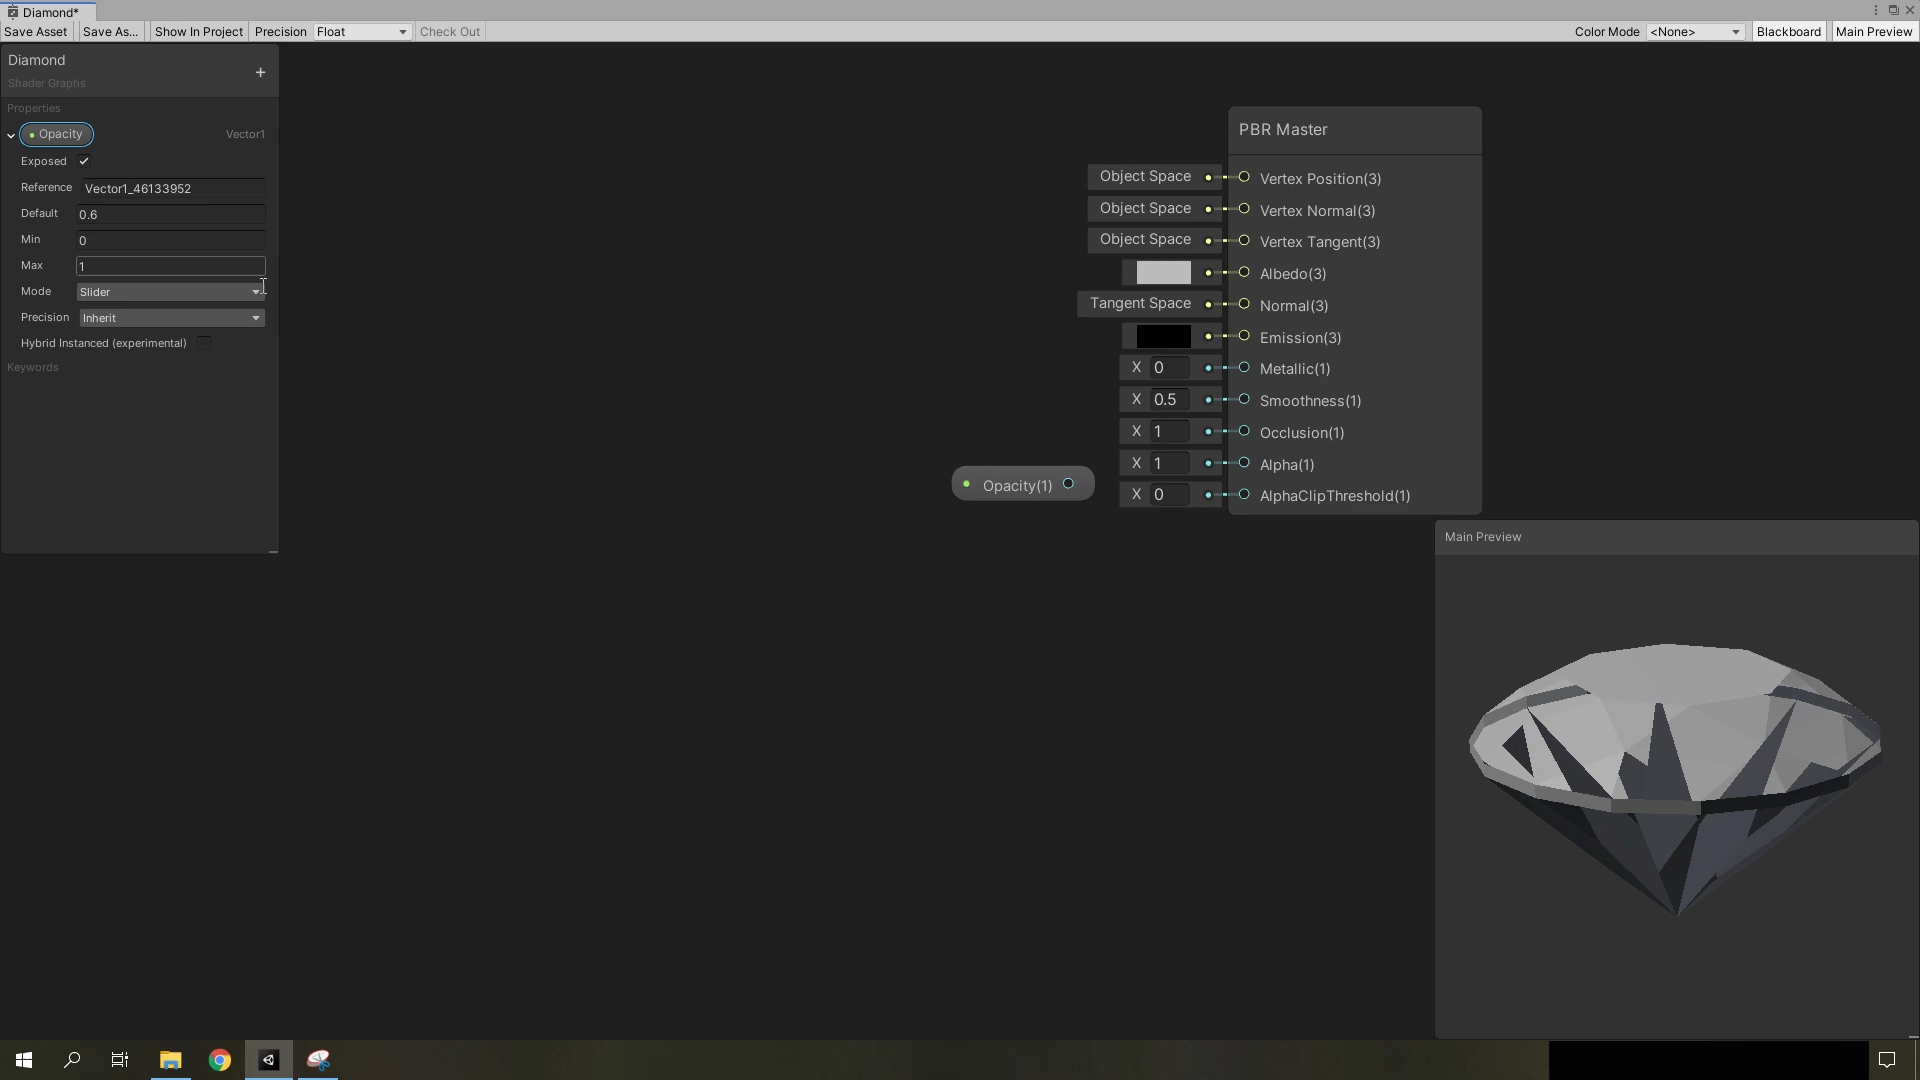 Diamond*
Save Asset Save As... Show In Project Precision Float Check Out Color Mode <None> Blackboard Main Preview
Diamond
Shader Graphs
Properties
Opacity Vector1
Exposed
Reference Vector1_46133952
Default 0.6
Min 0
Max 1
Mode Slider
Precision Inherit
Hybrid Instanced (experimental)
Keywords
Opacity(1)
PBR Master
Object Space Vertex Position(3)
Object Space Vertex Normal(3)
Object Space Vertex Tangent(3)
Albedo(3)
Tangent Space Normal(3)
Emission(3)
X 0 Metallic(1)
X 0.5 Smoothness(1)
X 1 Occlusion(1)
X 1 Alpha(1)
X 0 AlphaClipThreshold(1)
Main Preview